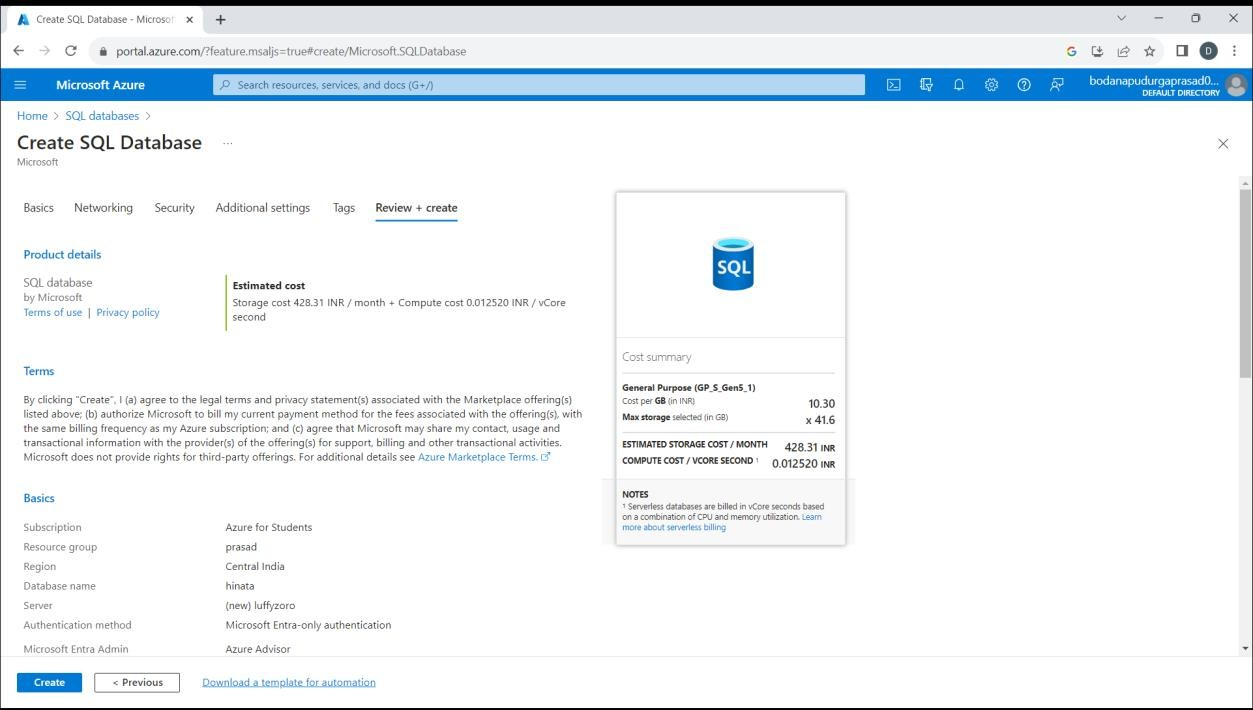 Create SQL Database - Microsof
portal.azure.com/?feature.msaljs=true#create/Microsoft.SQLDatabase
G
D
Microsoft Azure
Search resources, services, and docs (G+/)
bodanapudurgaprasad0...
DEFAULT DIRECTORY
Home > SQL databases >
Create SQL Database ...
Microsoft
Basics Networking Security Additional settings Tags Review + create
Product details
SQL database
by Microsoft
Terms of use | Privacy policy
Estimated cost
Storage cost 428.31 INR / month + Compute cost 0.012520 INR / vCore
second
Terms
By clicking "Create", I (a) agree to the legal terms and privacy statement(s) associated with the Marketplace offering(s)
listed above; (b) authorize Microsoft to bill my current payment method for the fees associated with the offering(s), with
the same billing frequency as my Azure subscription; and (c) agree that Microsoft may share my contact, usage and
transactional information with the provider(s) of the offering(s) for support, billing and other transactional activities.
Microsoft does not provide rights for third-party offerings. For additional details see Azure Marketplace Terms.
Basics
Subscription Azure for Students
Resource group prasad
Region Central India
Database name hinata
Server (new) luffyzoro
Authentication method Microsoft Entra-only authentication
Microsoft Entra Admin Azure Advisor
SQL
Cost summary
General Purpose (GP_S_Gen5_1)
Cost per GB (in INR) 10.30
Max storage selected (in GB) x 41.6
ESTIMATED STORAGE COST / MONTH 428.31 INR
COMPUTE COST / VCORE SECOND ¹ 0.012520 INR
NOTES
¹ Serverless databases are billed in vCore seconds based
on a combination of CPU and memory utilization. Learn
more about serverless billing
Create < Previous Download a template for automation